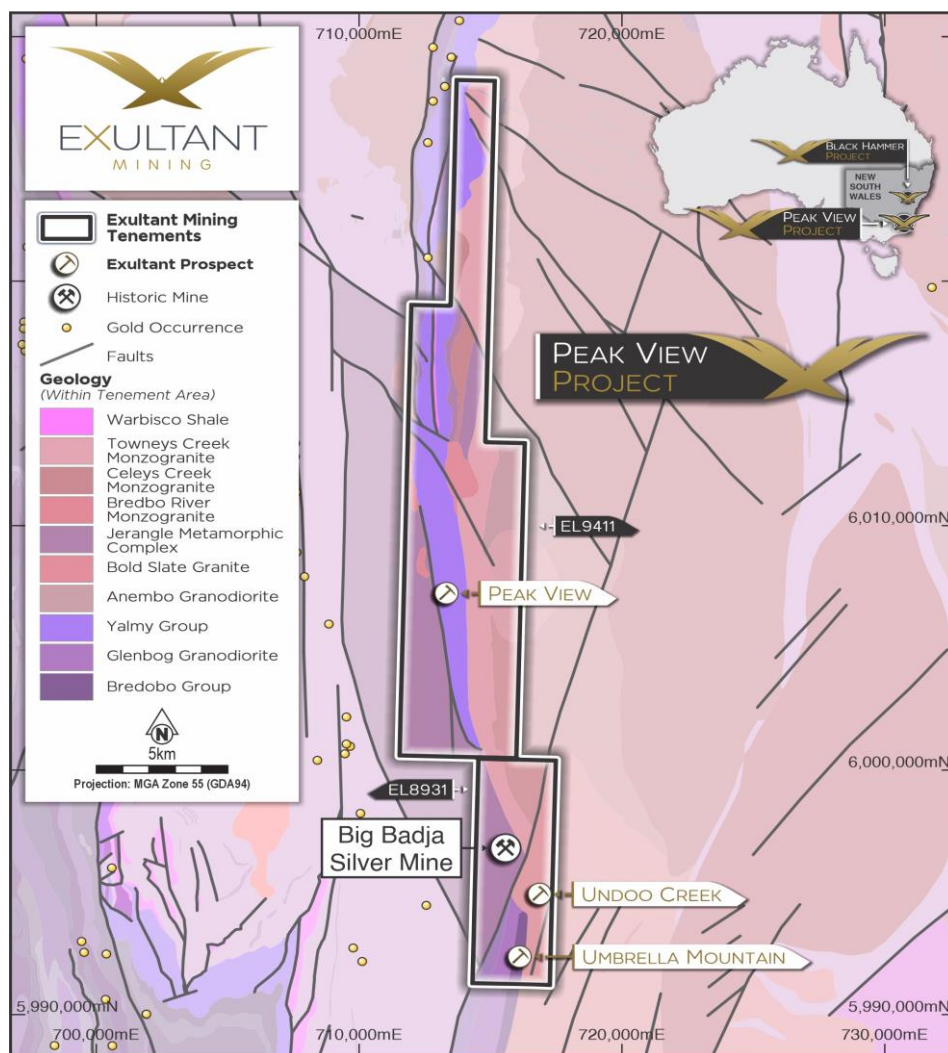 710,000mE
720,000mE
EXULTANT
MINING
BLACK HAMMER
PROJECT
NEW
SOUTH
WALES
PEAK VIEW
PROJECT
Exultant Mining
Tenements
Exultant Prospect
Historic Mine
Gold Occurrence
Faults
Geology
(Within Tenement Area)
Warbisco Shale
Towneys Creek
Monzogranite
Celeys Creek
Monzogranite
Bredbo River
Monzogranite
Jerangle Metamorphic
Complex
Bold Slate Granite
Anembo Granodiorite
Yalmy Group
Glenbog Granodiorite
Bredobo Group
N
5km
Projection: MGA Zone 55 (GDA94)
PEAK VIEW
PROJECT
6,010,000mN
EL9411
PEAK VIEW
6,000,000mN
EL8931
Big Badja
Silver Mine
UNDOO CREEK
UMBRELLA MOUNTAIN
5,990,000mN
5,990,000mN
700,000mE
710,000mE
720,000mE
730,000mE